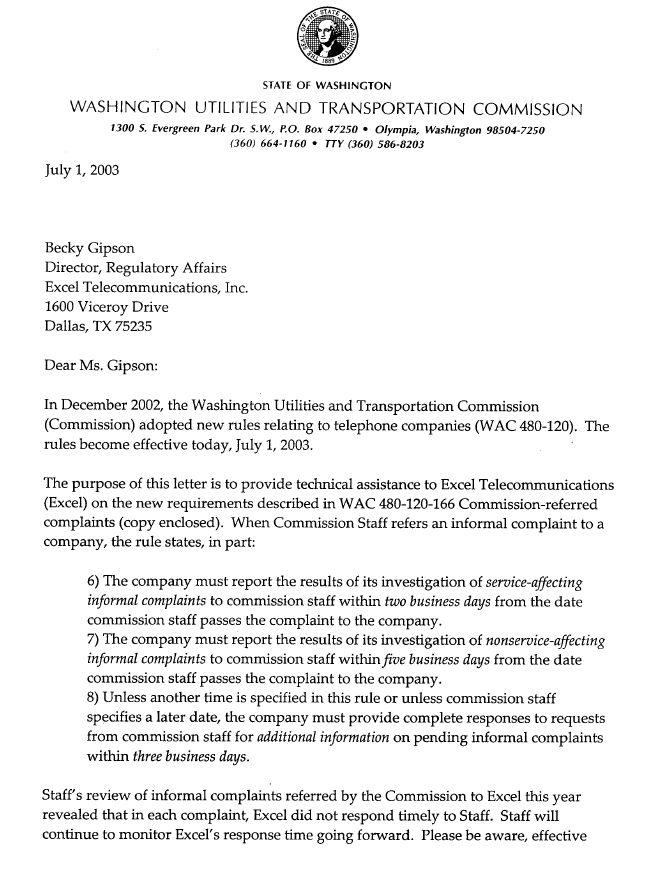 THE SEAL OF THE STATE OF WASHINGTON
1889
STATE OF WASHINGTON
WASHINGTON UTILITIES AND TRANSPORTATION COMMISSION
1300 S. Evergreen Park Dr. S.W., P.O. Box 47250 • Olympia, Washington 98504-7250
(360) 664-1160 • TTY (360) 586-8203
July 1, 2003
Becky Gipson
Director, Regulatory Affairs
Excel Telecommunications, Inc.
1600 Viceroy Drive
Dallas, TX 75235
Dear Ms. Gipson:
In December 2002, the Washington Utilities and Transportation Commission
(Commission) adopted new rules relating to telephone companies (WAC 480-120). The
rules become effective today, July 1, 2003.
The purpose of this letter is to provide technical assistance to Excel Telecommunications
(Excel) on the new requirements described in WAC 480-120-166 Commission-referred
complaints (copy enclosed). When Commission Staff refers an informal complaint to a
company, the rule states, in part:
6) The company must report the results of its investigation of service-affecting
informal complaints to commission staff within two business days from the date
commission staff passes the complaint to the company.
7) The company must report the results of its investigation of nonservice-affecting
informal complaints to commission staff within five business days from the date
commission staff passes the complaint to the company.
8) Unless another time is specified in this rule or unless commission staff
specifies a later date, the company must provide complete responses to requests
from commission staff for additional information on pending informal complaints
within three business days.
Staff's review of informal complaints referred by the Commission to Excel this year
revealed that in each complaint, Excel did not respond timely to Staff. Staff will
continue to monitor Excel's response time going forward. Please be aware, effective